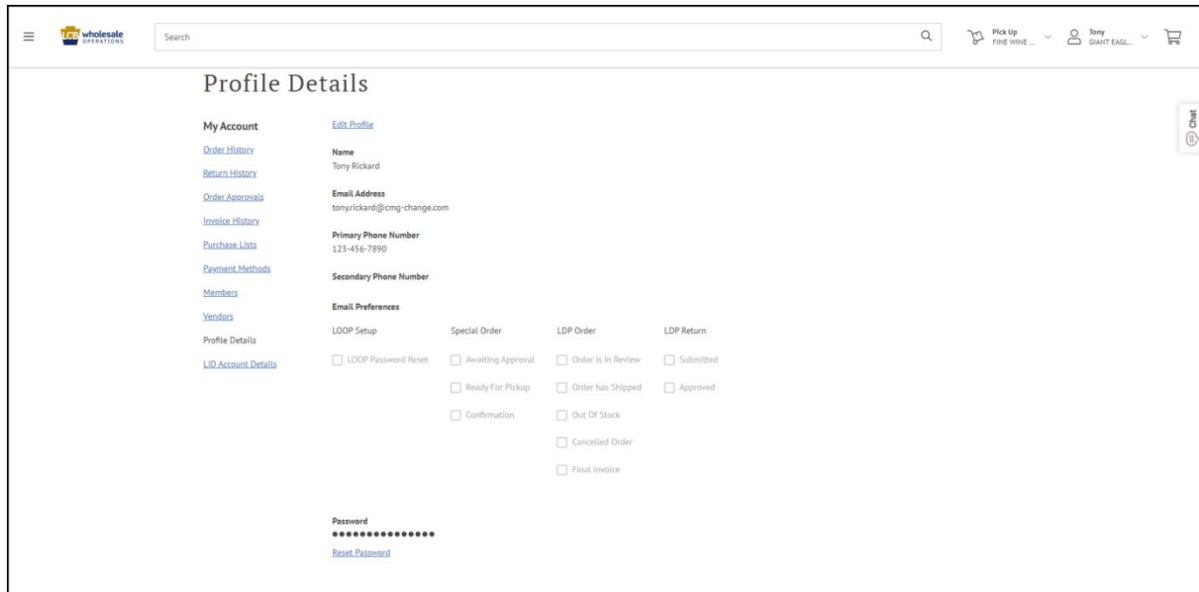 LCB wholesale
OPERATIONS
Search
Pick Up
FINE WINE ...
Tony
GIANT EAGL...
Chat
Profile Details
My Account
Order History
Return History
Order Approvals
Invoice History
Purchase Lists
Payment Methods
Members
Vendors
Profile Details
LID Account Details
Edit Profile
Name
Tony Rickard
Email Address
tony.rickard@cmg-change.com
Primary Phone Number
123-456-7890
Secondary Phone Number
Email Preferences
LOOP Setup
LOOP Password Reset
Special Order
Awaiting Approval
Ready For Pickup
Confirmation
LDP Order
Order is In Review
Order has Shipped
Out Of Stock
Cancelled Order
Final Invoice
LDP Return
Submitted
Approved
Password
●●●●●●●●●●●●●●●
Reset Password